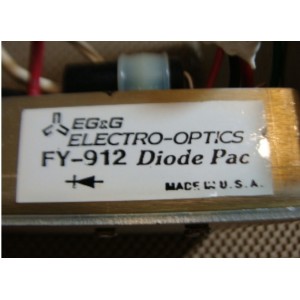 EG&G
ELECTRO-OPTICS
FY-912 Diode Pac
MADE IN U.S.A.